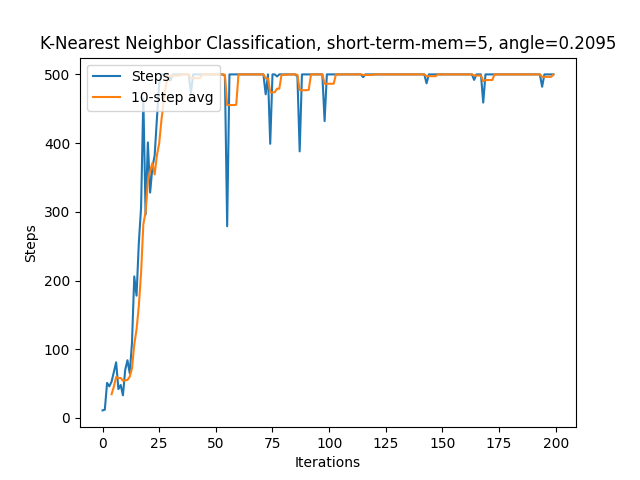 K-Nearest Neighbor Classification, short-term-mem=5, angle=0.2095
Steps
10-step avg
500
400
300
200
100
0
Steps
0 25 50 75 100 125 150 175 200
Iterations